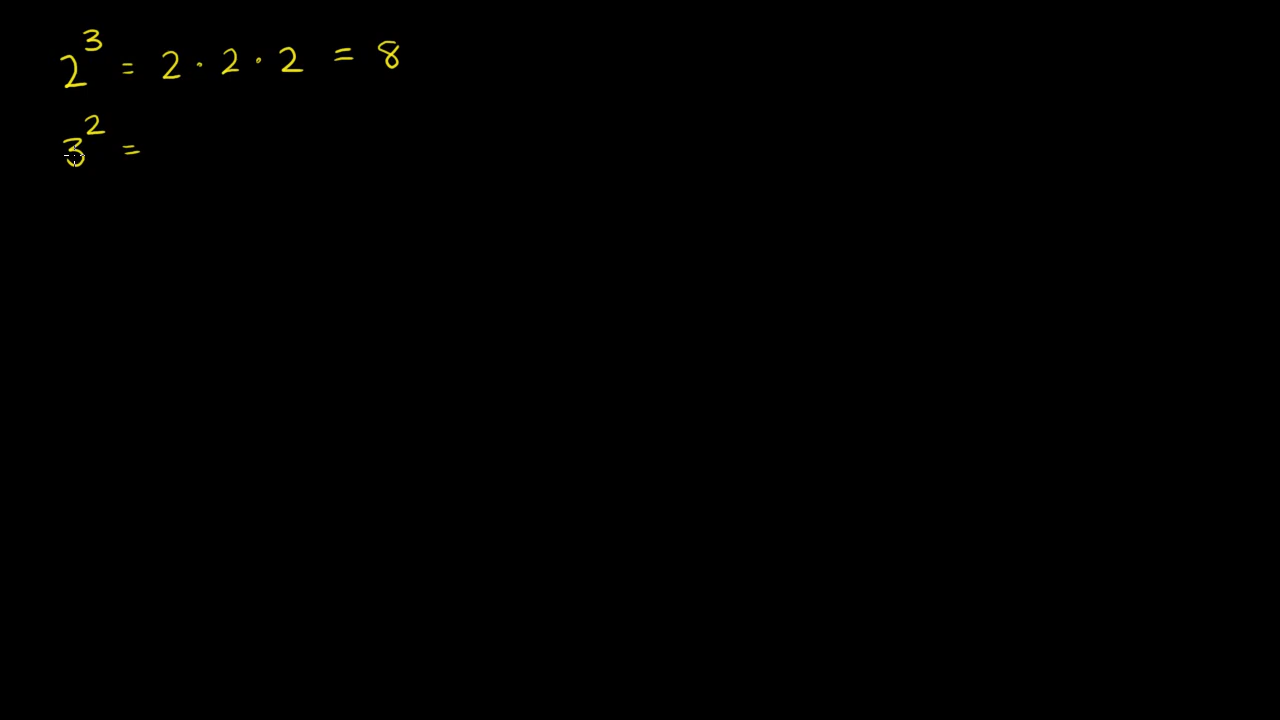 2³ = 2 · 2 · 2 = 8
3² =